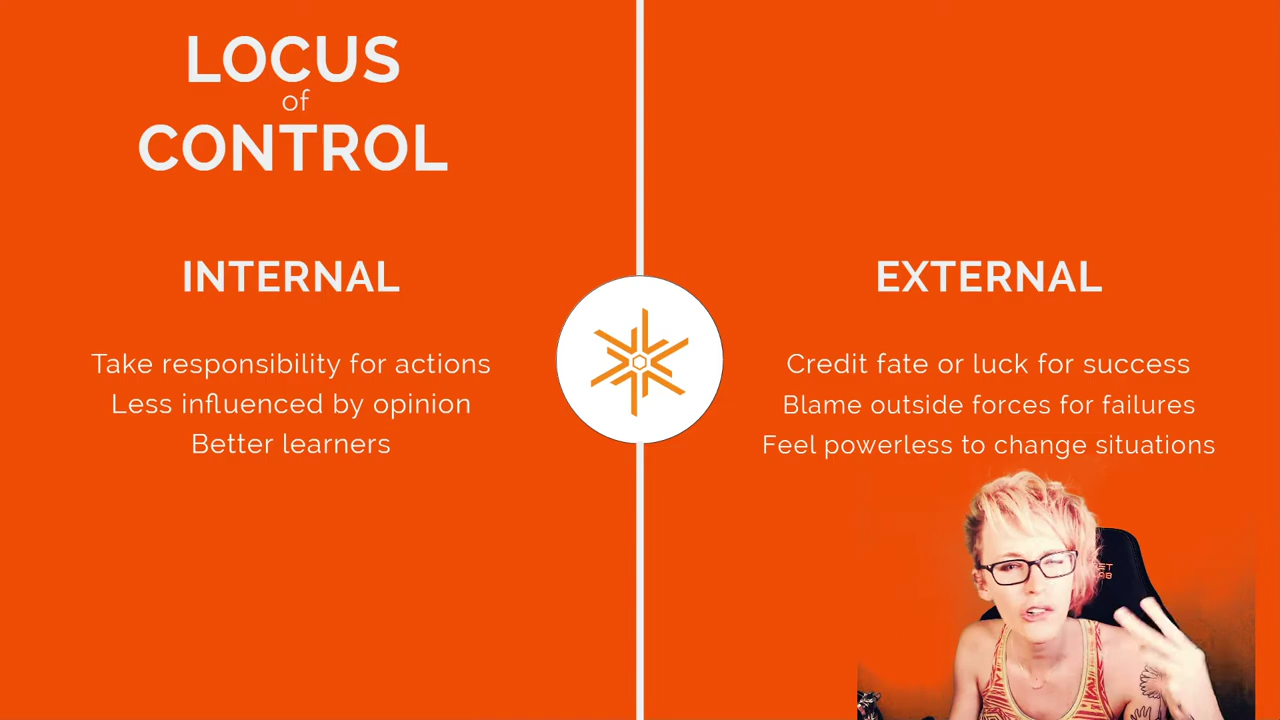 LOCUS
of
CONTROL
INTERNAL
Take responsibility for actions
Less influenced by opinion
Better learners
EXTERNAL
Credit fate or luck for success
Blame outside forces for failures
Feel powerless to change situations